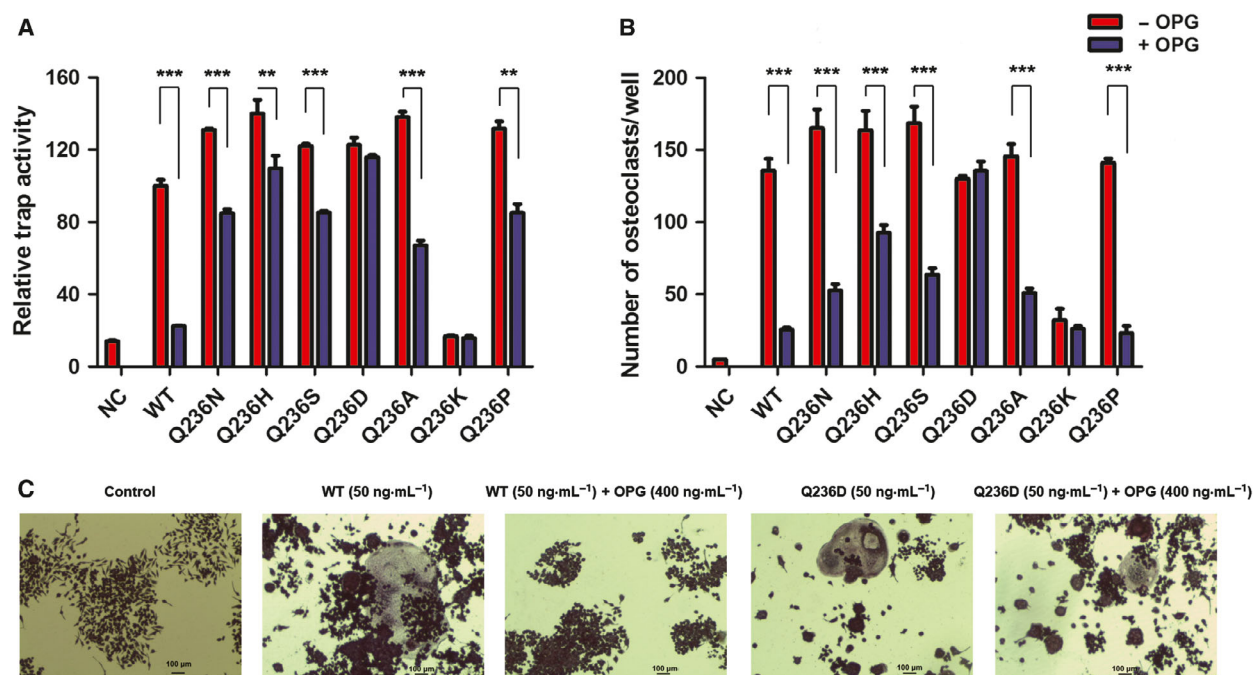 A
B
– OPG
+ OPG
Relative trap activity
160
120
80
40
0
*** *** ** *** *** **
NC WT Q236N Q236H Q236S Q236D Q236A Q236K Q236P
Number of osteoclasts/well
200
150
100
50
0
*** *** *** *** *** ***
NC WT Q236N Q236H Q236S Q236D Q236A Q236K Q236P
C
Control
WT (50 ng·mL⁻¹)
WT (50 ng·mL⁻¹) + OPG (400 ng·mL⁻¹)
Q236D (50 ng·mL⁻¹)
Q236D (50 ng·mL⁻¹) + OPG (400 ng·mL⁻¹)
100 μm
100 μm
100 μm
100 μm
100 μm